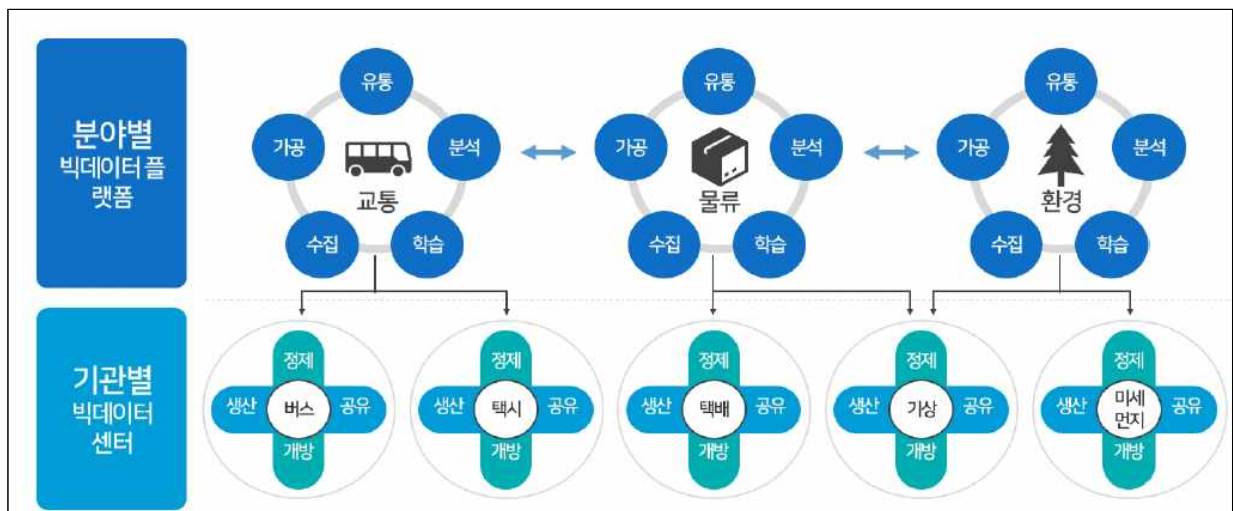 분야별
빅데이터 플
랫폼
유통
가공
분석
교통
수집
학습
유통
가공
분석
물류
수집
학습
유통
가공
분석
환경
수집
학습
기관별
빅데이터
센터
정제
생산
버스
공유
개방
정제
생산
택시
공유
개방
정제
생산
택배
공유
개방
정제
생산
기상
공유
개방
정제
생산
미세
먼지
공유
개방